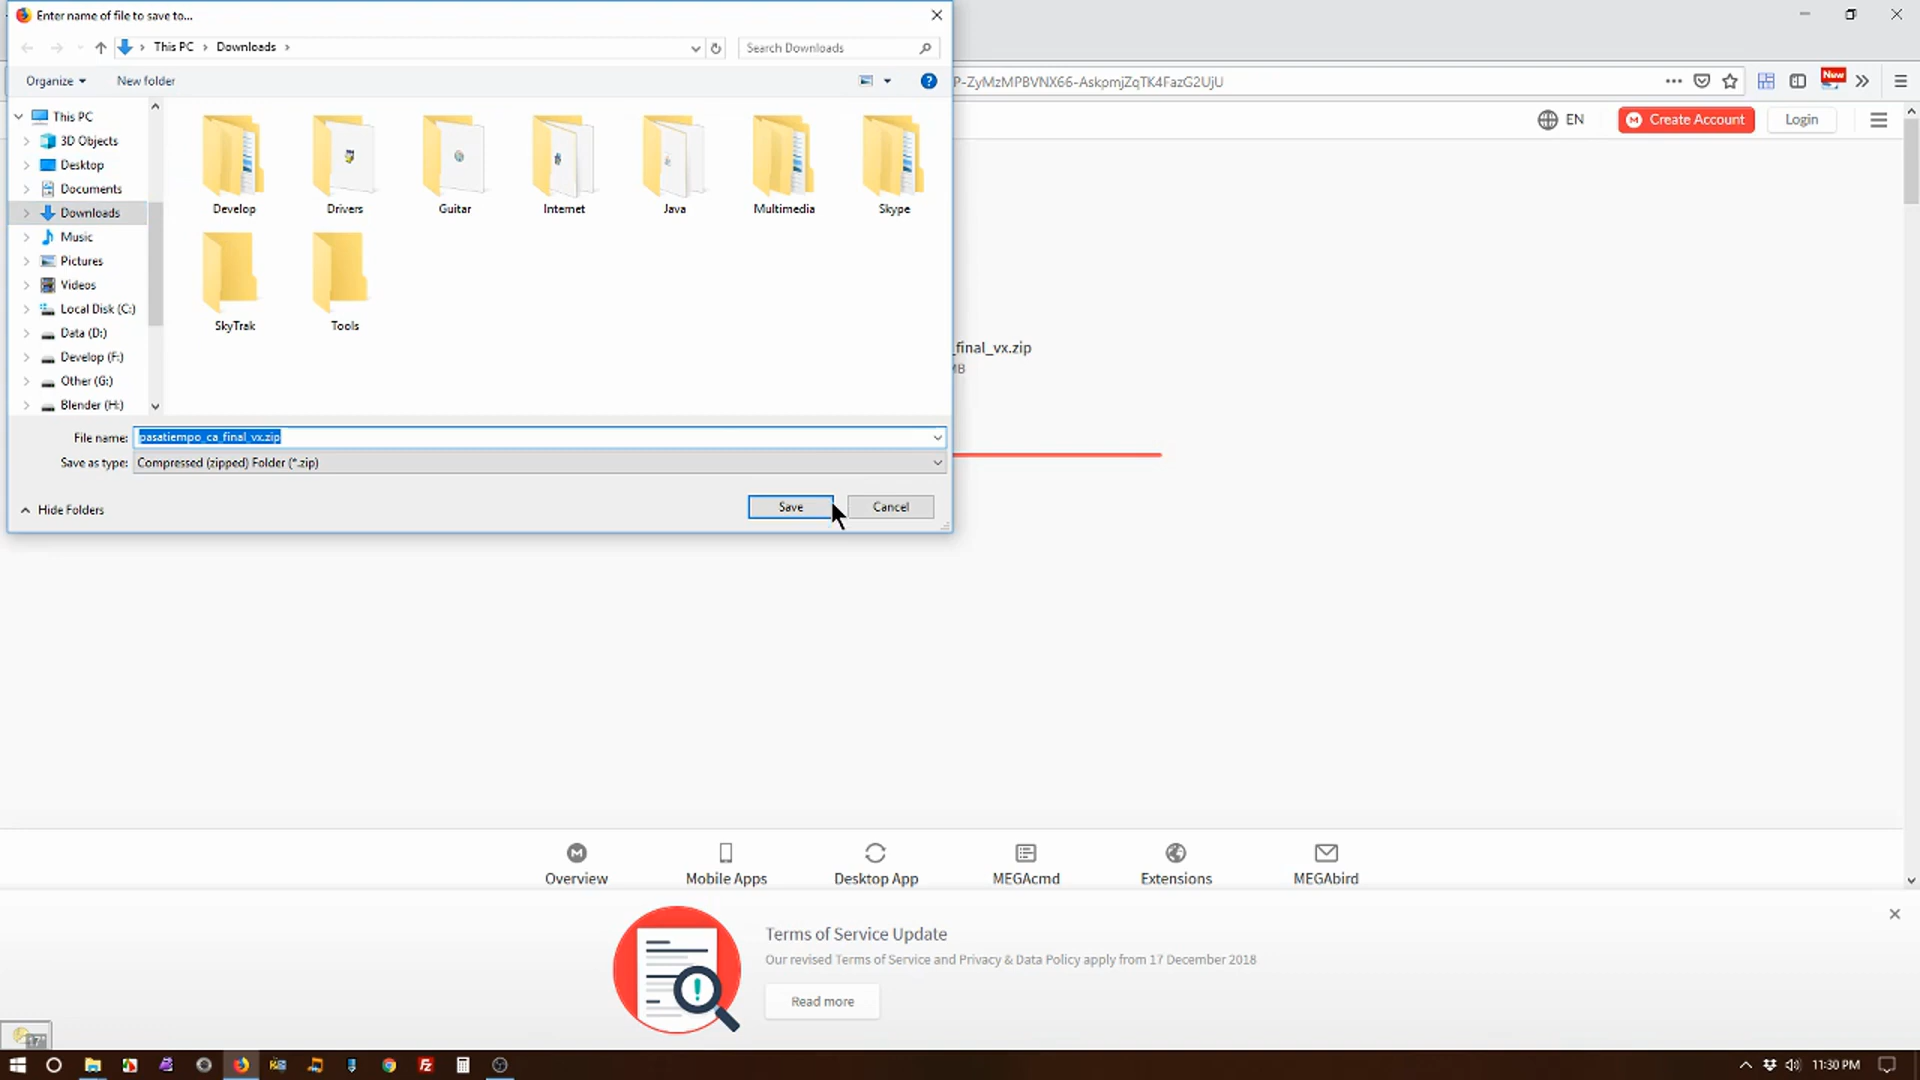 Enter name of file to save to...
This PC > Downloads >
Search Downloads
Organize
New folder
This PC
3D Objects
Desktop
Documents
Downloads
Music
Pictures
Videos
Local Disk (C:)
Data (D:)
Develop (F:)
Other (G:)
Blender (H:)
Develop
Drivers
Guitar
Internet
Java
Multimedia
Skype
SkyTrak
Tools
File name: pasatiempo_ca_final_vx.zip
Save as type: Compressed (zipped) Folder (*.zip)
Hide Folders
Save
Cancel
P-ZyMzMPBVNX66-AskpmjZqTK4FazG2UjU
New
EN
M Create Account
Login
_final_vx.zip
MB
Overview
Mobile Apps
Desktop App
MEGAcmd
Extensions
MEGAbird
Terms of Service Update
Our revised Terms of Service and Privacy & Data Policy apply from 17 December 2018
Read more
17°
11:30 PM